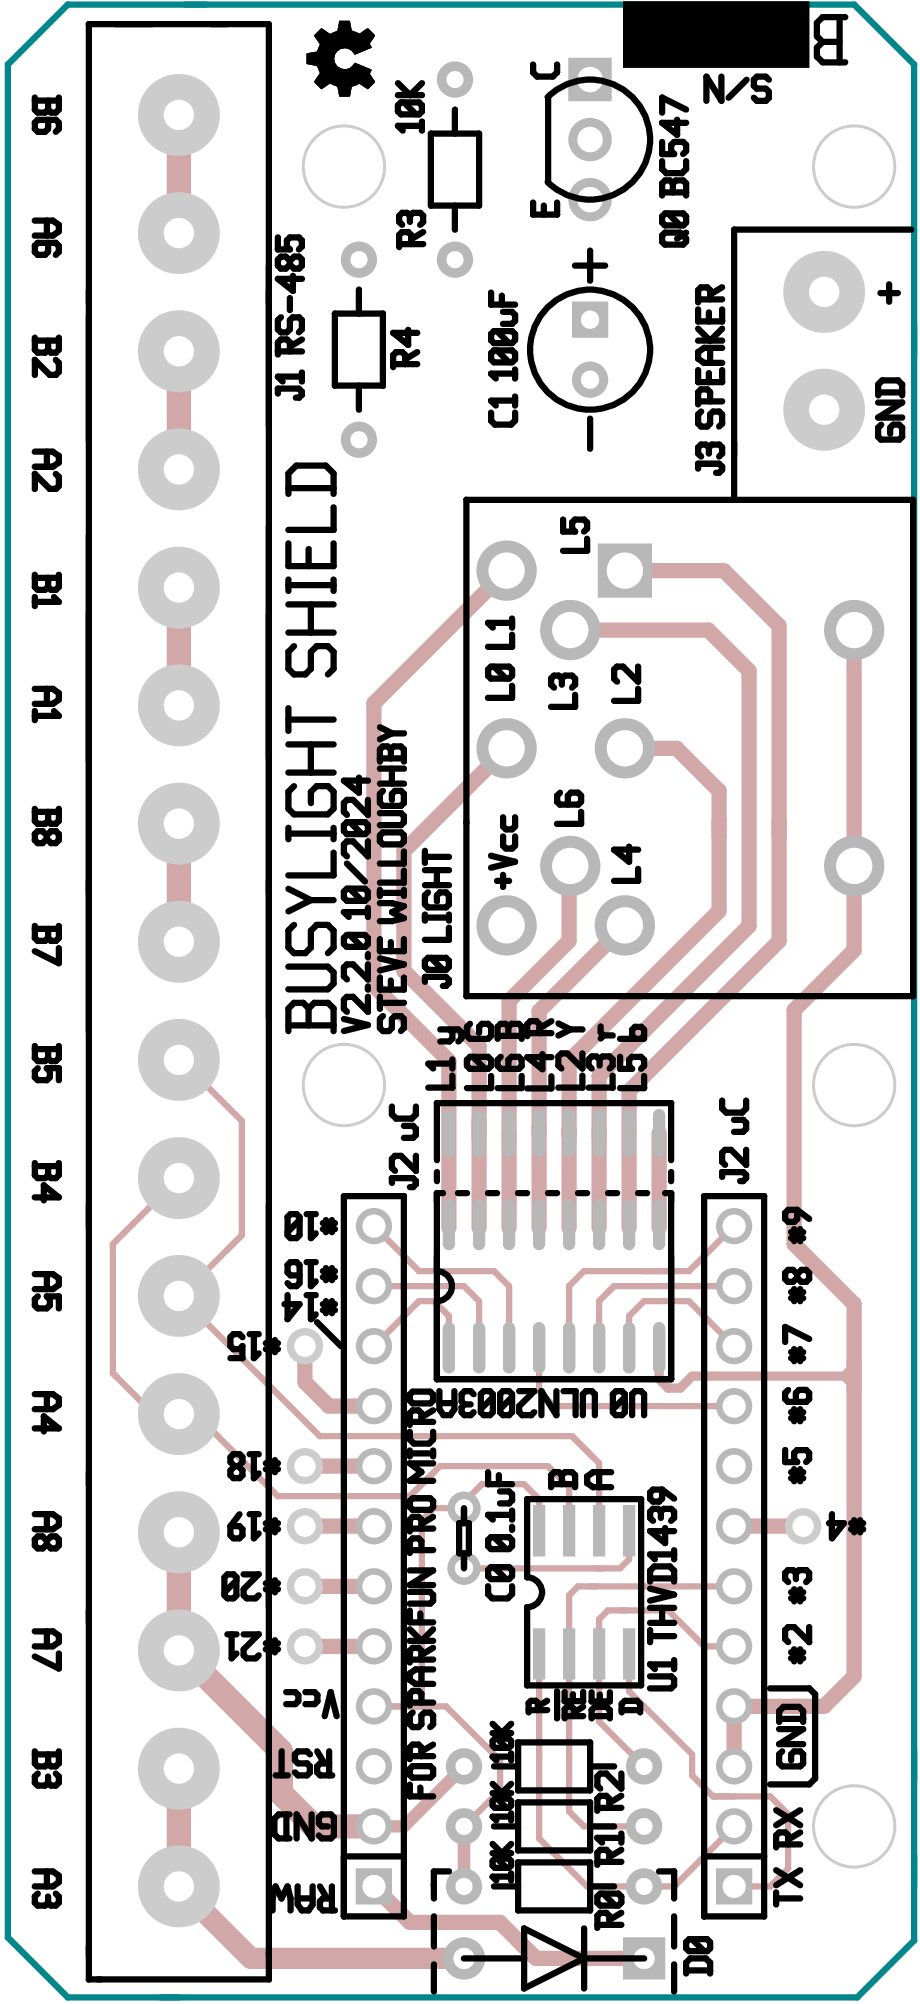 B6
A6
B2
A2
B1
A1
B8
B7
B5
B4
A5
A4
A8
A7
B3
A3
J1 RS-485
10K
R3
R4
C
E
Q0 BC547
S/N
B
+
C1 100uF
-
J3 SPEAKER
+
GND
BUSYLIGHT SHIELD
V2.2.0 10/2024
STEVE WILLOUGHBY
J0 LIGHT
L5
L0 L1
L3
L2
L6
+Vcc
L4
L1 y
L0 G
L6 B
L4 R
L2 Y
L3 r
L5 b
J2 uC
J2 uC
*10
*16
*14
*15
*18
*19
*20
*21
Vcc
RST
GND
RAW
*9
*8
*7
*6
*5
*4
*3
*2
GND
RX
TX
U0 ULN2003A
FOR SPARKFUN PRO MICRO
C0 0.1uF
B
A
U1 THVD1439
R
RE
DE
D
10K
R2
10K
R1
10K
R0
D0